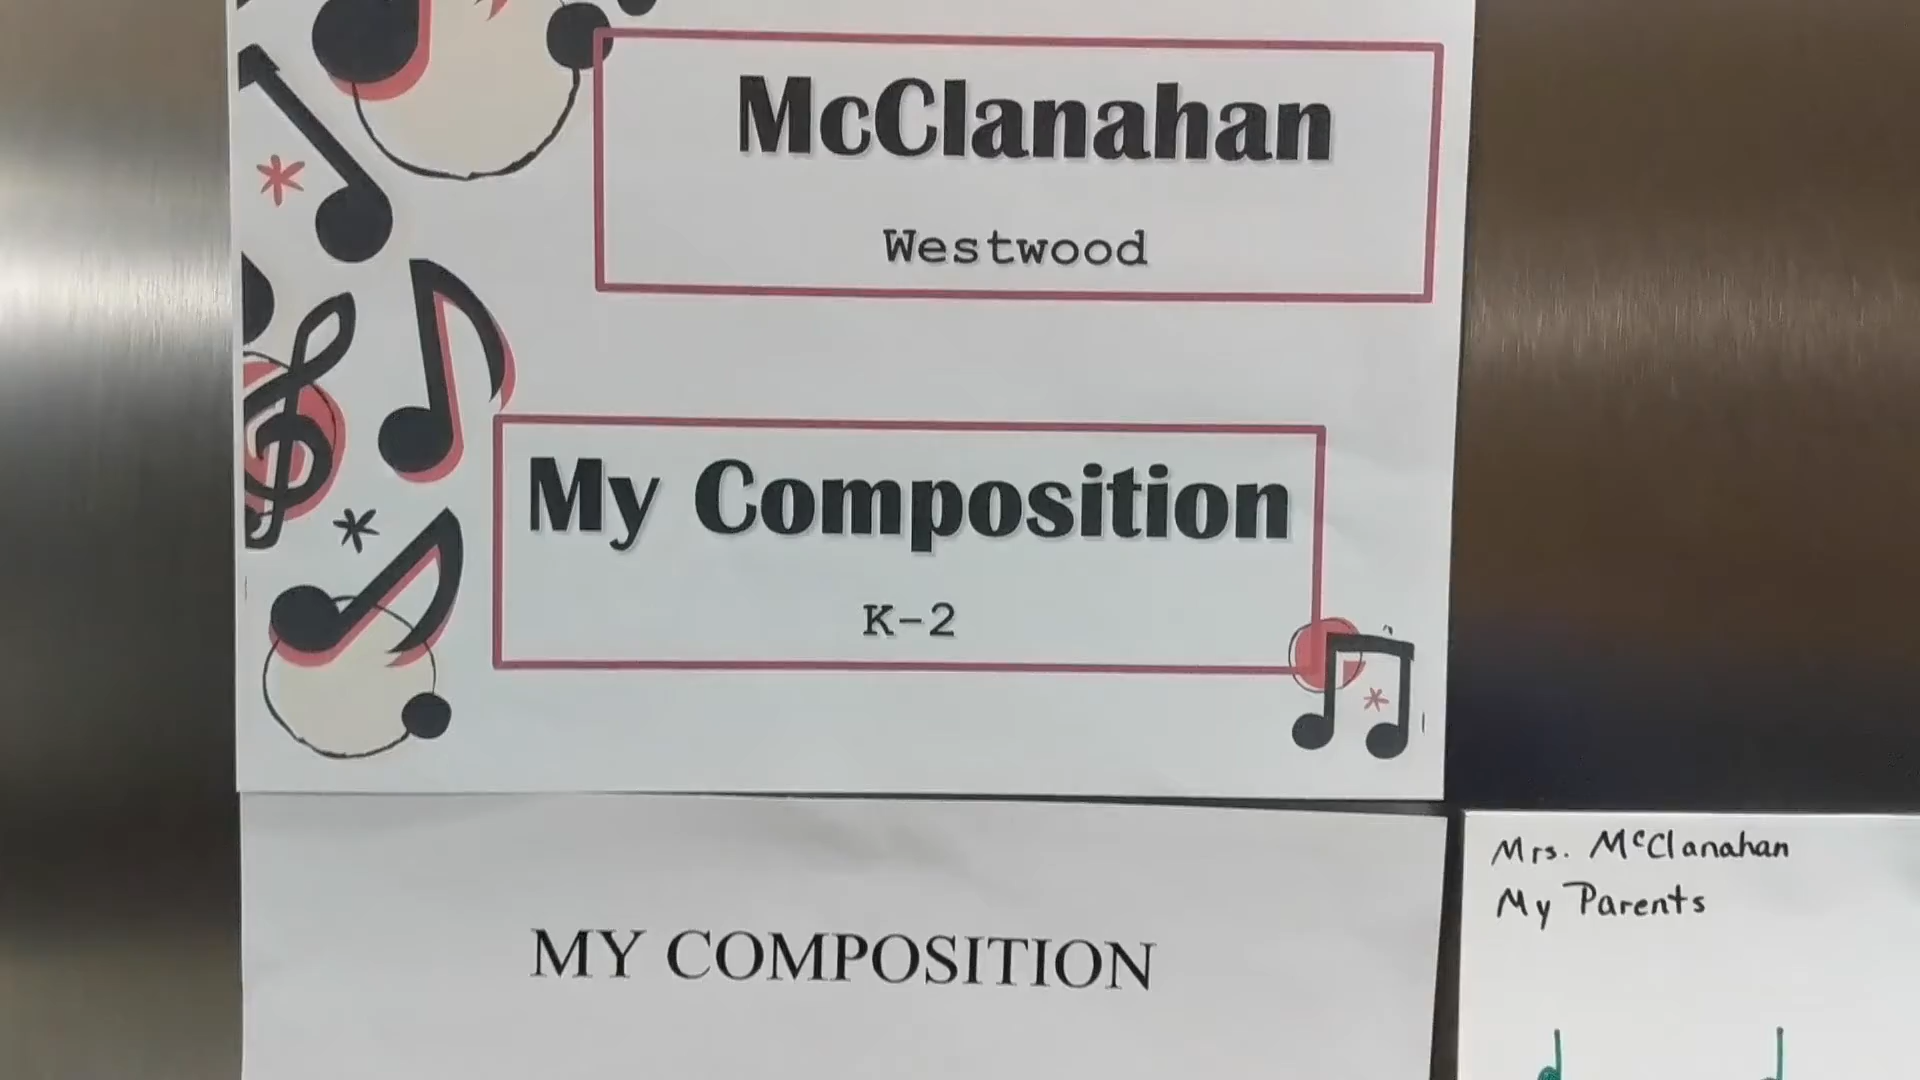 McClanahan
Westwood
My Composition
K-2
MY COMPOSITION
Mrs. McClanahan
My Parents